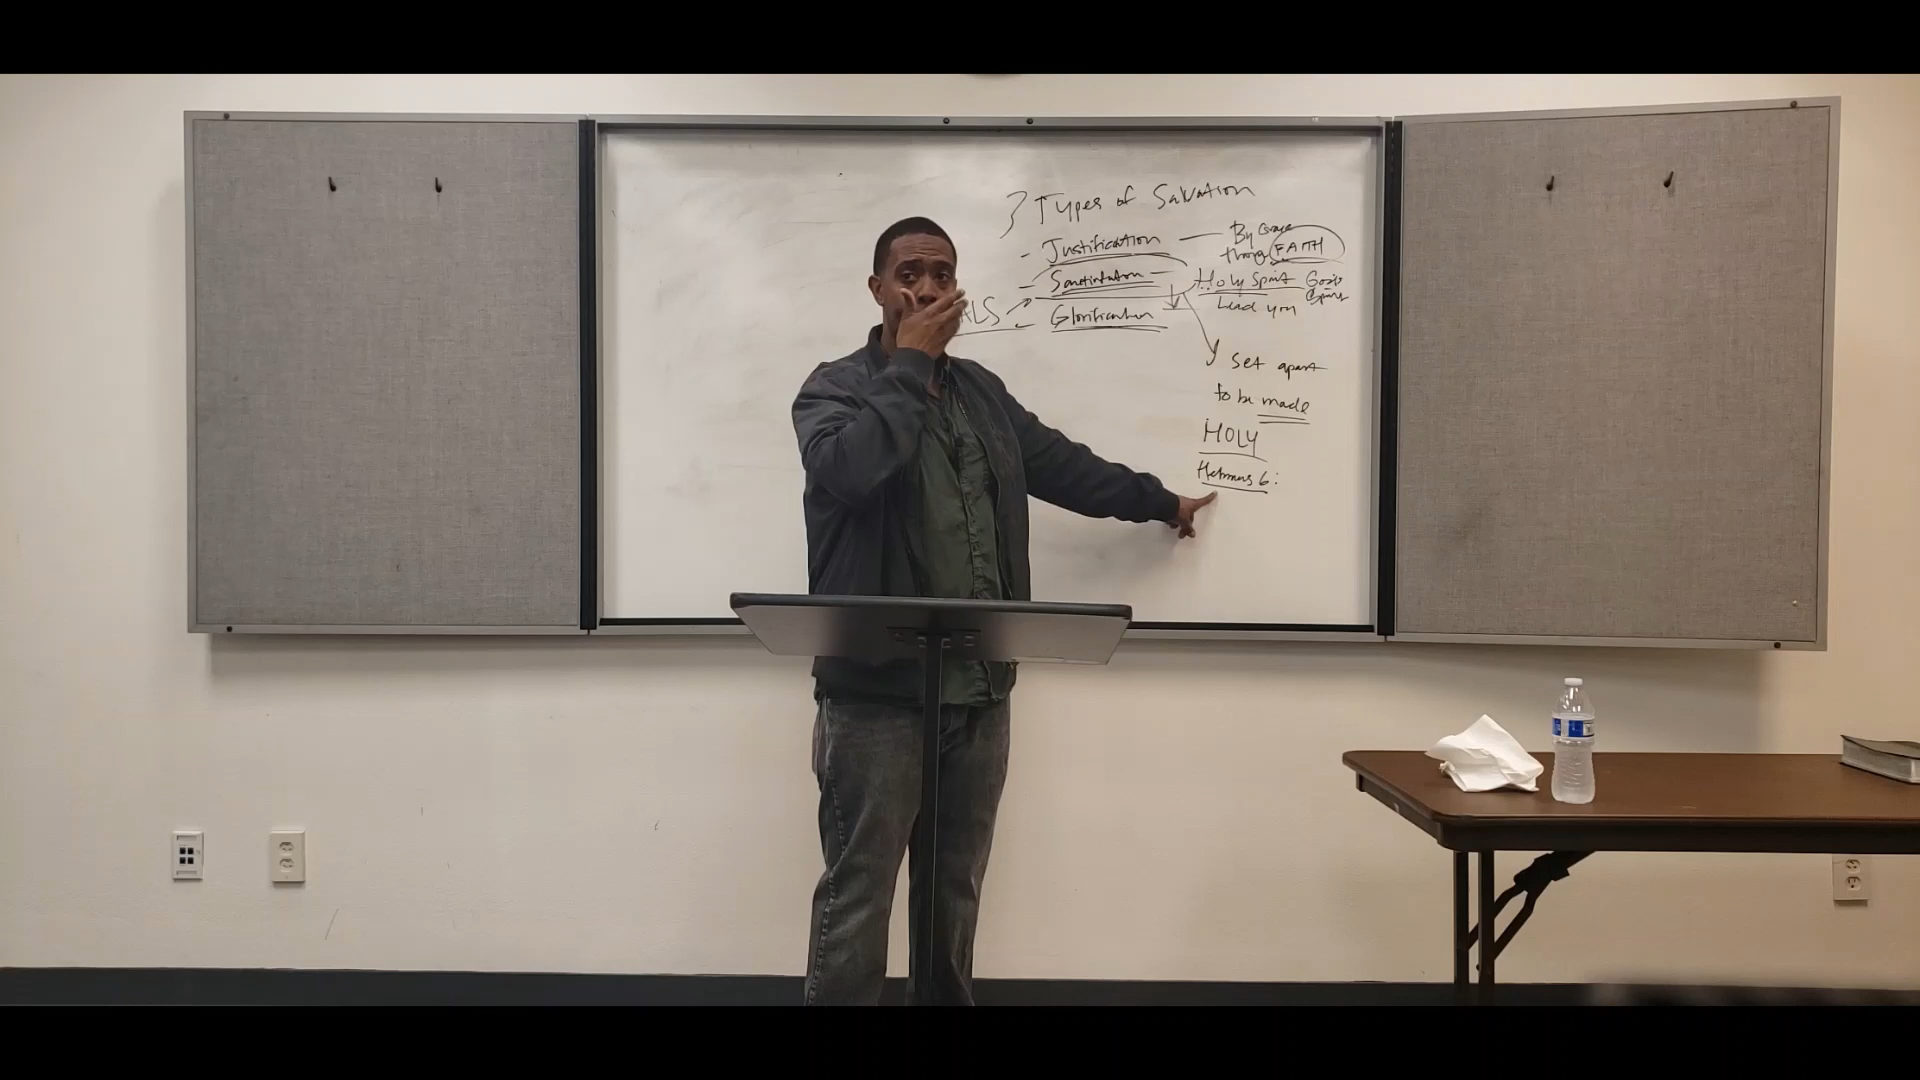 3 Types of Salvation
- Justification — By Grace
through FAITH
- Sanctification — Holy Spirit God's
Lead you
ALS - Glorification
set apart
to be made
HOLY
Hebrews 6: